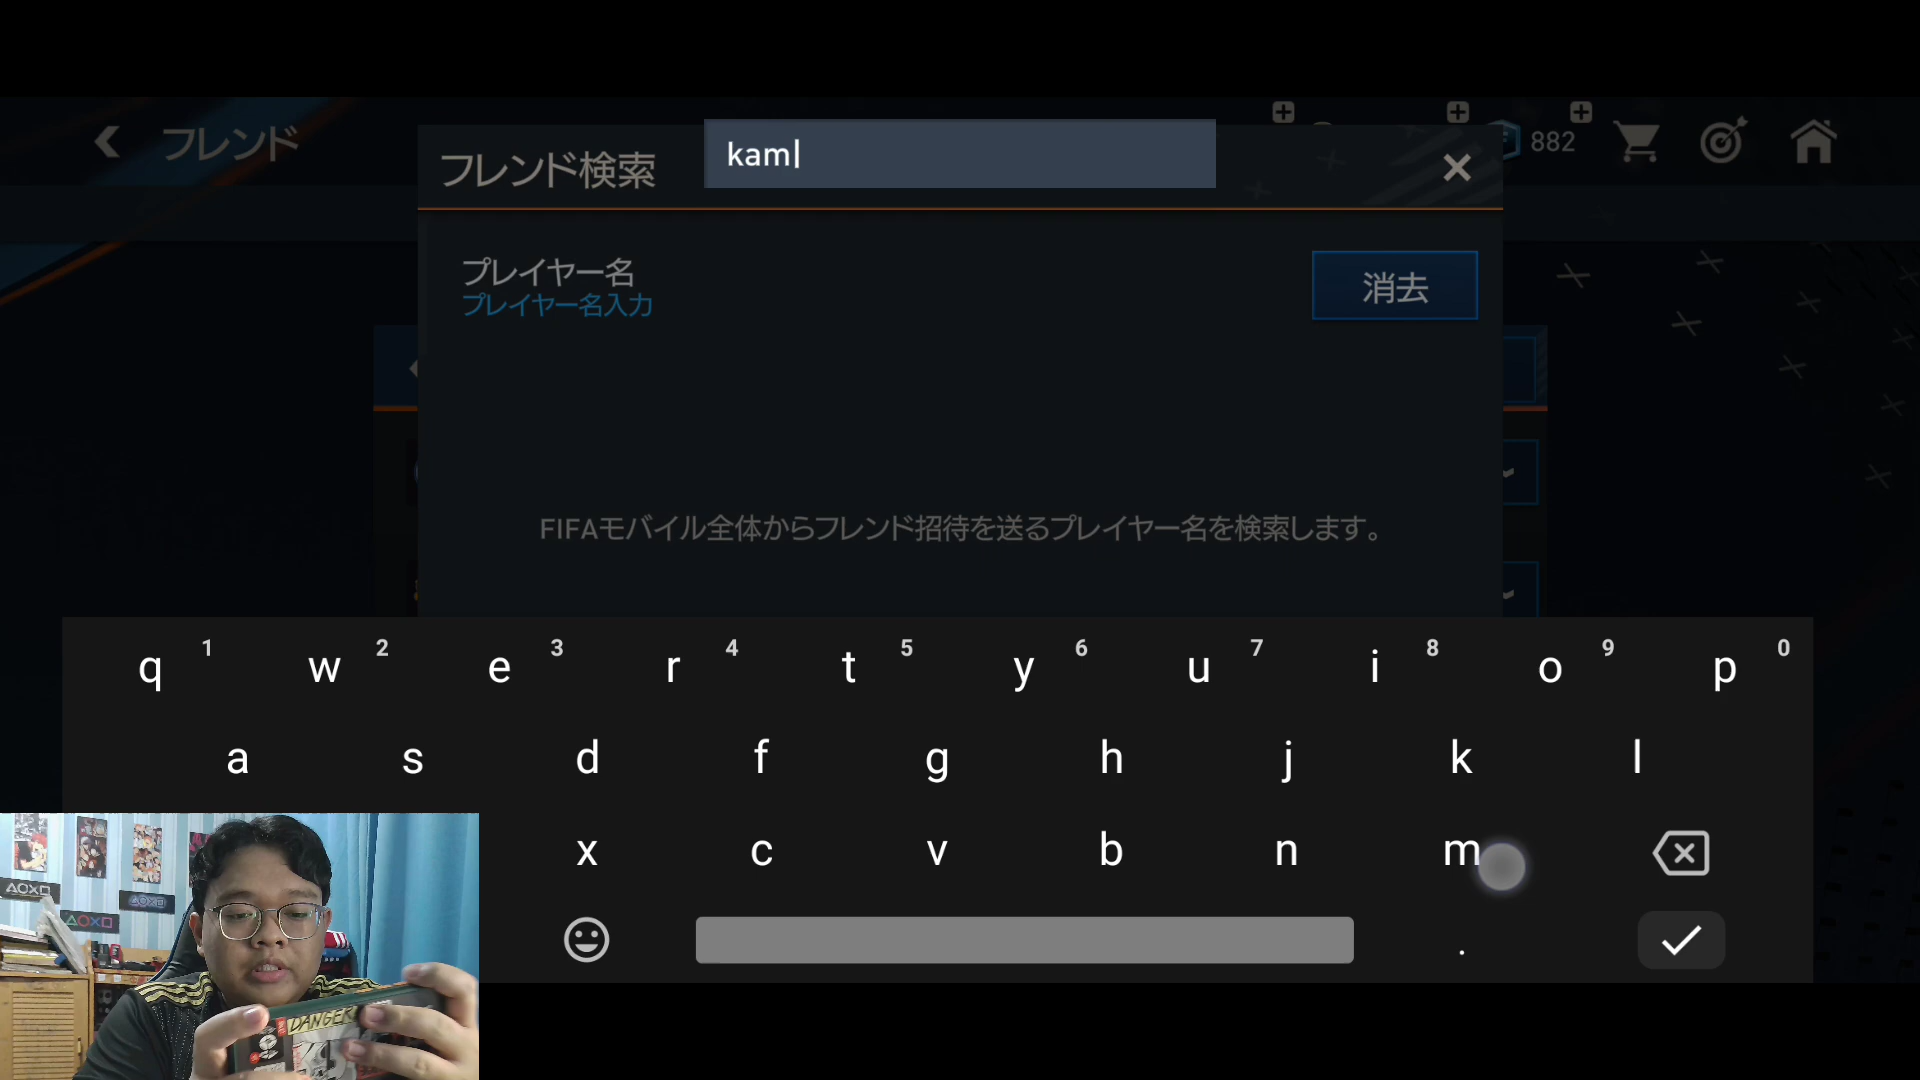 フレンド
フレンド検索
kam
882
プレイヤー名
プレイヤー名入力
消去
FIFAモバイル全体からフレンド招待を送るプレイヤー名を検索します。
q 1 w 2 e 3 r 4 t 5 y 6 u 7 i 8 o 9 p 0
a s d f g h j k l
x c v b n m
.
DANGER